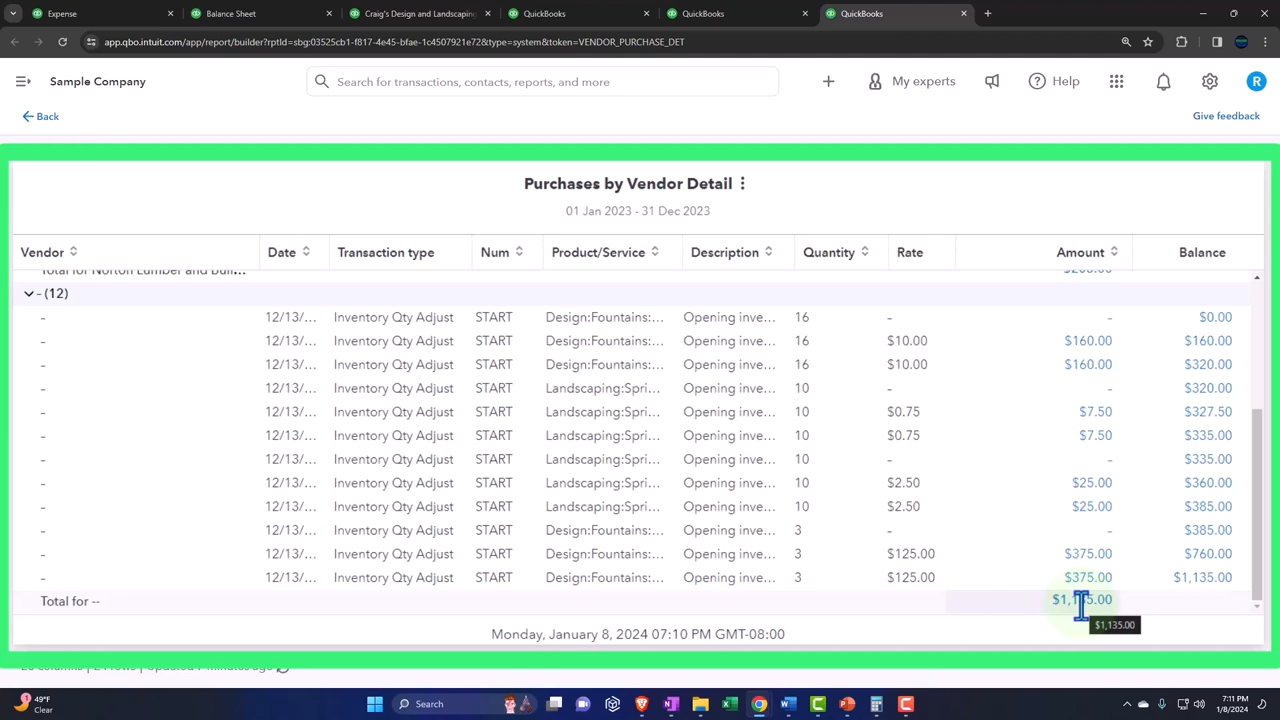 Expense
Balance Sheet
Craig's Design and Landscaping
QuickBooks
QuickBooks
QuickBooks
app.qbo.intuit.com/app/report/builder?rptId=sbg:03525cb1-f817-4e45-bfae-1c4507921e72&type=system&token=VENDOR_PURCHASE_DET
Sample Company
Search for transactions, contacts, reports, and more
My experts
Help
R
Back
Give feedback
Purchases by Vendor Detail
01 Jan 2023 - 31 Dec 2023
Vendor Date Transaction type Num Product/Service Description Quantity Rate Amount Balance
Total for Norton Lumber and Buil...
- (12)
- 12/13/... Inventory Qty Adjust START Design:Fountains:... Opening inve... 16 - - $0.00
- 12/13/... Inventory Qty Adjust START Design:Fountains:... Opening inve... 16 $10.00 $160.00 $160.00
- 12/13/... Inventory Qty Adjust START Design:Fountains:... Opening inve... 16 $10.00 $160.00 $320.00
- 12/13/... Inventory Qty Adjust START Landscaping:Spri... Opening inve... 10 - - $320.00
- 12/13/... Inventory Qty Adjust START Landscaping:Spri... Opening inve... 10 $0.75 $7.50 $327.50
- 12/13/... Inventory Qty Adjust START Landscaping:Spri... Opening inve... 10 $0.75 $7.50 $335.00
- 12/13/... Inventory Qty Adjust START Landscaping:Spri... Opening inve... 10 - - $335.00
- 12/13/... Inventory Qty Adjust START Landscaping:Spri... Opening inve... 10 $2.50 $25.00 $360.00
- 12/13/... Inventory Qty Adjust START Landscaping:Spri... Opening inve... 10 $2.50 $25.00 $385.00
- 12/13/... Inventory Qty Adjust START Design:Fountains:... Opening inve... 3 - - $385.00
- 12/13/... Inventory Qty Adjust START Design:Fountains:... Opening inve... 3 $125.00 $375.00 $760.00
- 12/13/... Inventory Qty Adjust START Design:Fountains:... Opening inve... 3 $125.00 $375.00 $1,135.00
Total for -- $1,135.00
$1,135.00
Monday, January 8, 2024 07:10 PM GMT-08:00
49°F
Clear
Search
7:11 PM
1/8/2024